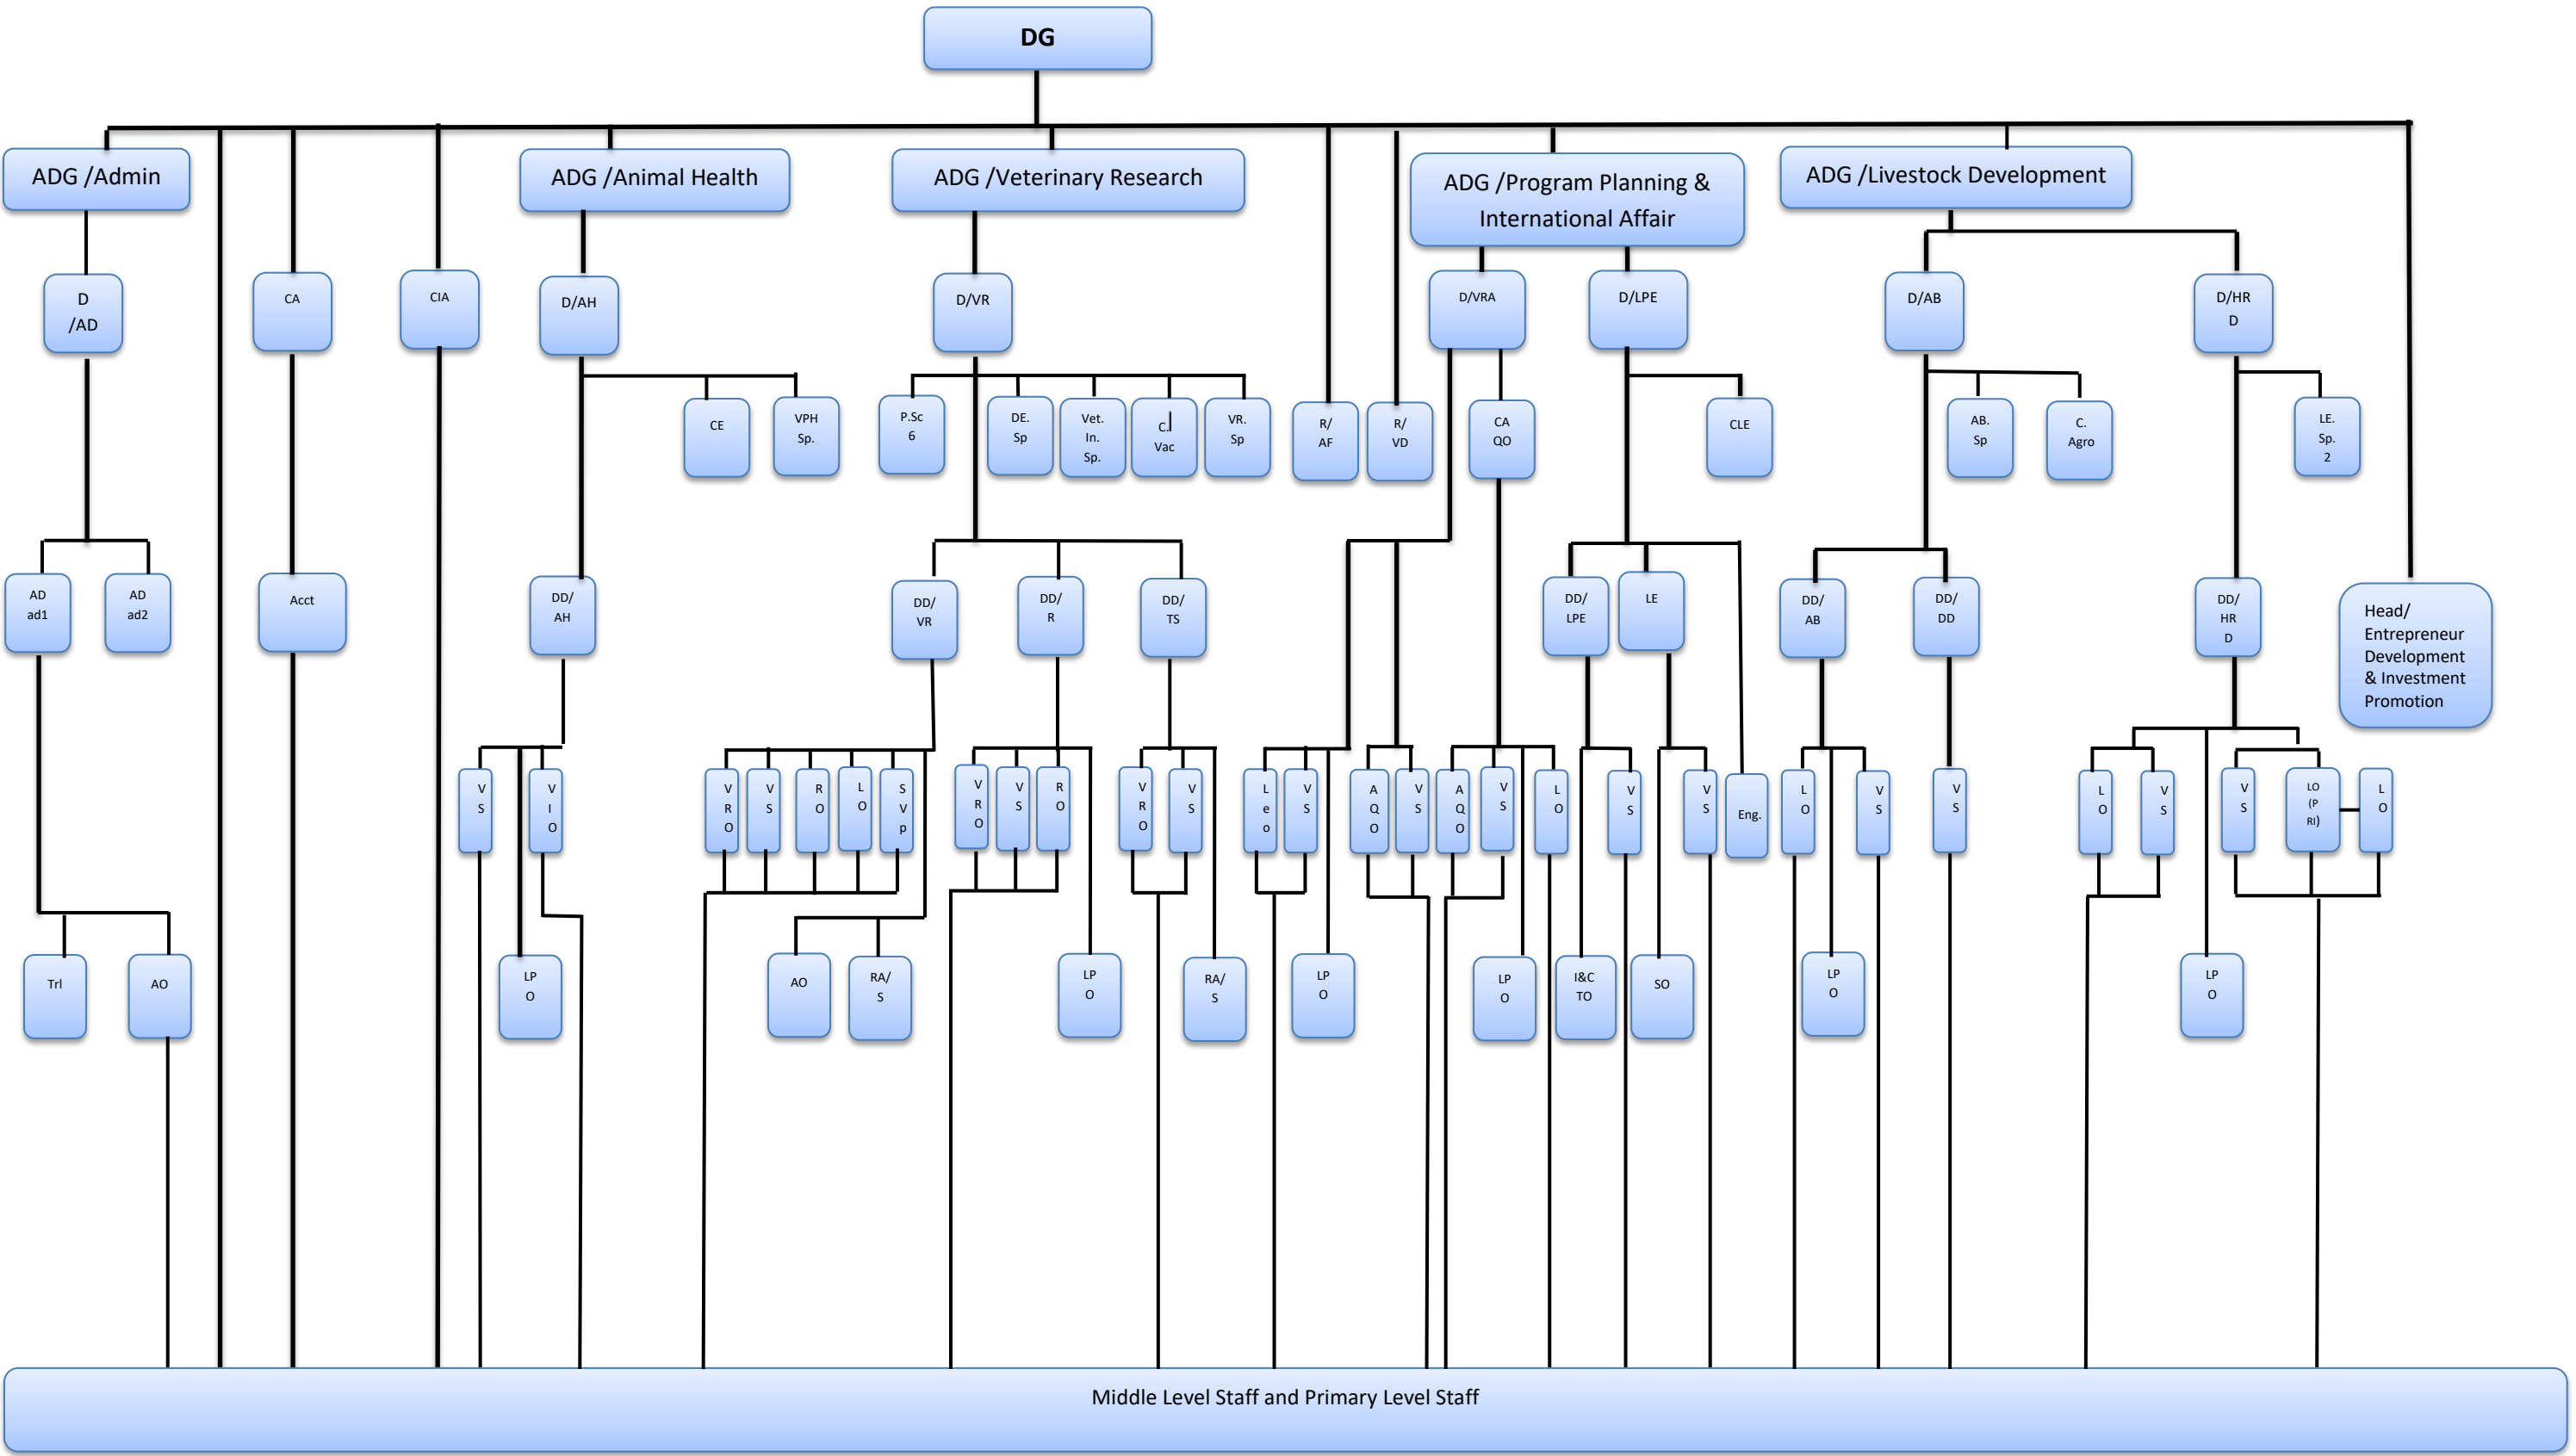 DG
ADG /Admin
ADG /Animal Health
ADG /Veterinary Research
ADG /Program Planning &
International Affair
ADG /Livestock Development
D
/AD
CA
CIA
D/AH
D/VR
D/VRA
D/LPE
D/AB
D/HR
D
CE
VPH
Sp.
P.Sc
6
DE.
Sp
Vet.
In.
Sp.
C.
Vac
VR.
Sp
R/
AF
R/
VD
CA
QO
CLE
AB.
Sp
C.
Agro
LE.
Sp.
2
AD
ad1
AD
ad2
Acct
DD/
AH
DD/
VR
DD/
R
DD/
TS
DD/
LPE
LE
DD/
AB
DD/
DD
DD/
HR
D
Head/
Entrepreneur
Development
& Investment
Promotion
V
S
V
I
O
V
R
O
V
S
R
O
L
O
S
V
p
V
R
O
V
S
R
O
V
R
O
V
S
L
e
o
V
S
A
Q
O
V
S
A
Q
O
V
S
L
O
V
S
V
S
Eng.
L
O
V
S
V
S
L
O
V
S
V
S
LO
(P
RI)
L
O
Trl
AO
LP
O
AO
RA/
S
LP
O
RA/
S
LP
O
LP
O
I&C
TO
SO
LP
O
LP
O
Middle Level Staff and Primary Level Staff